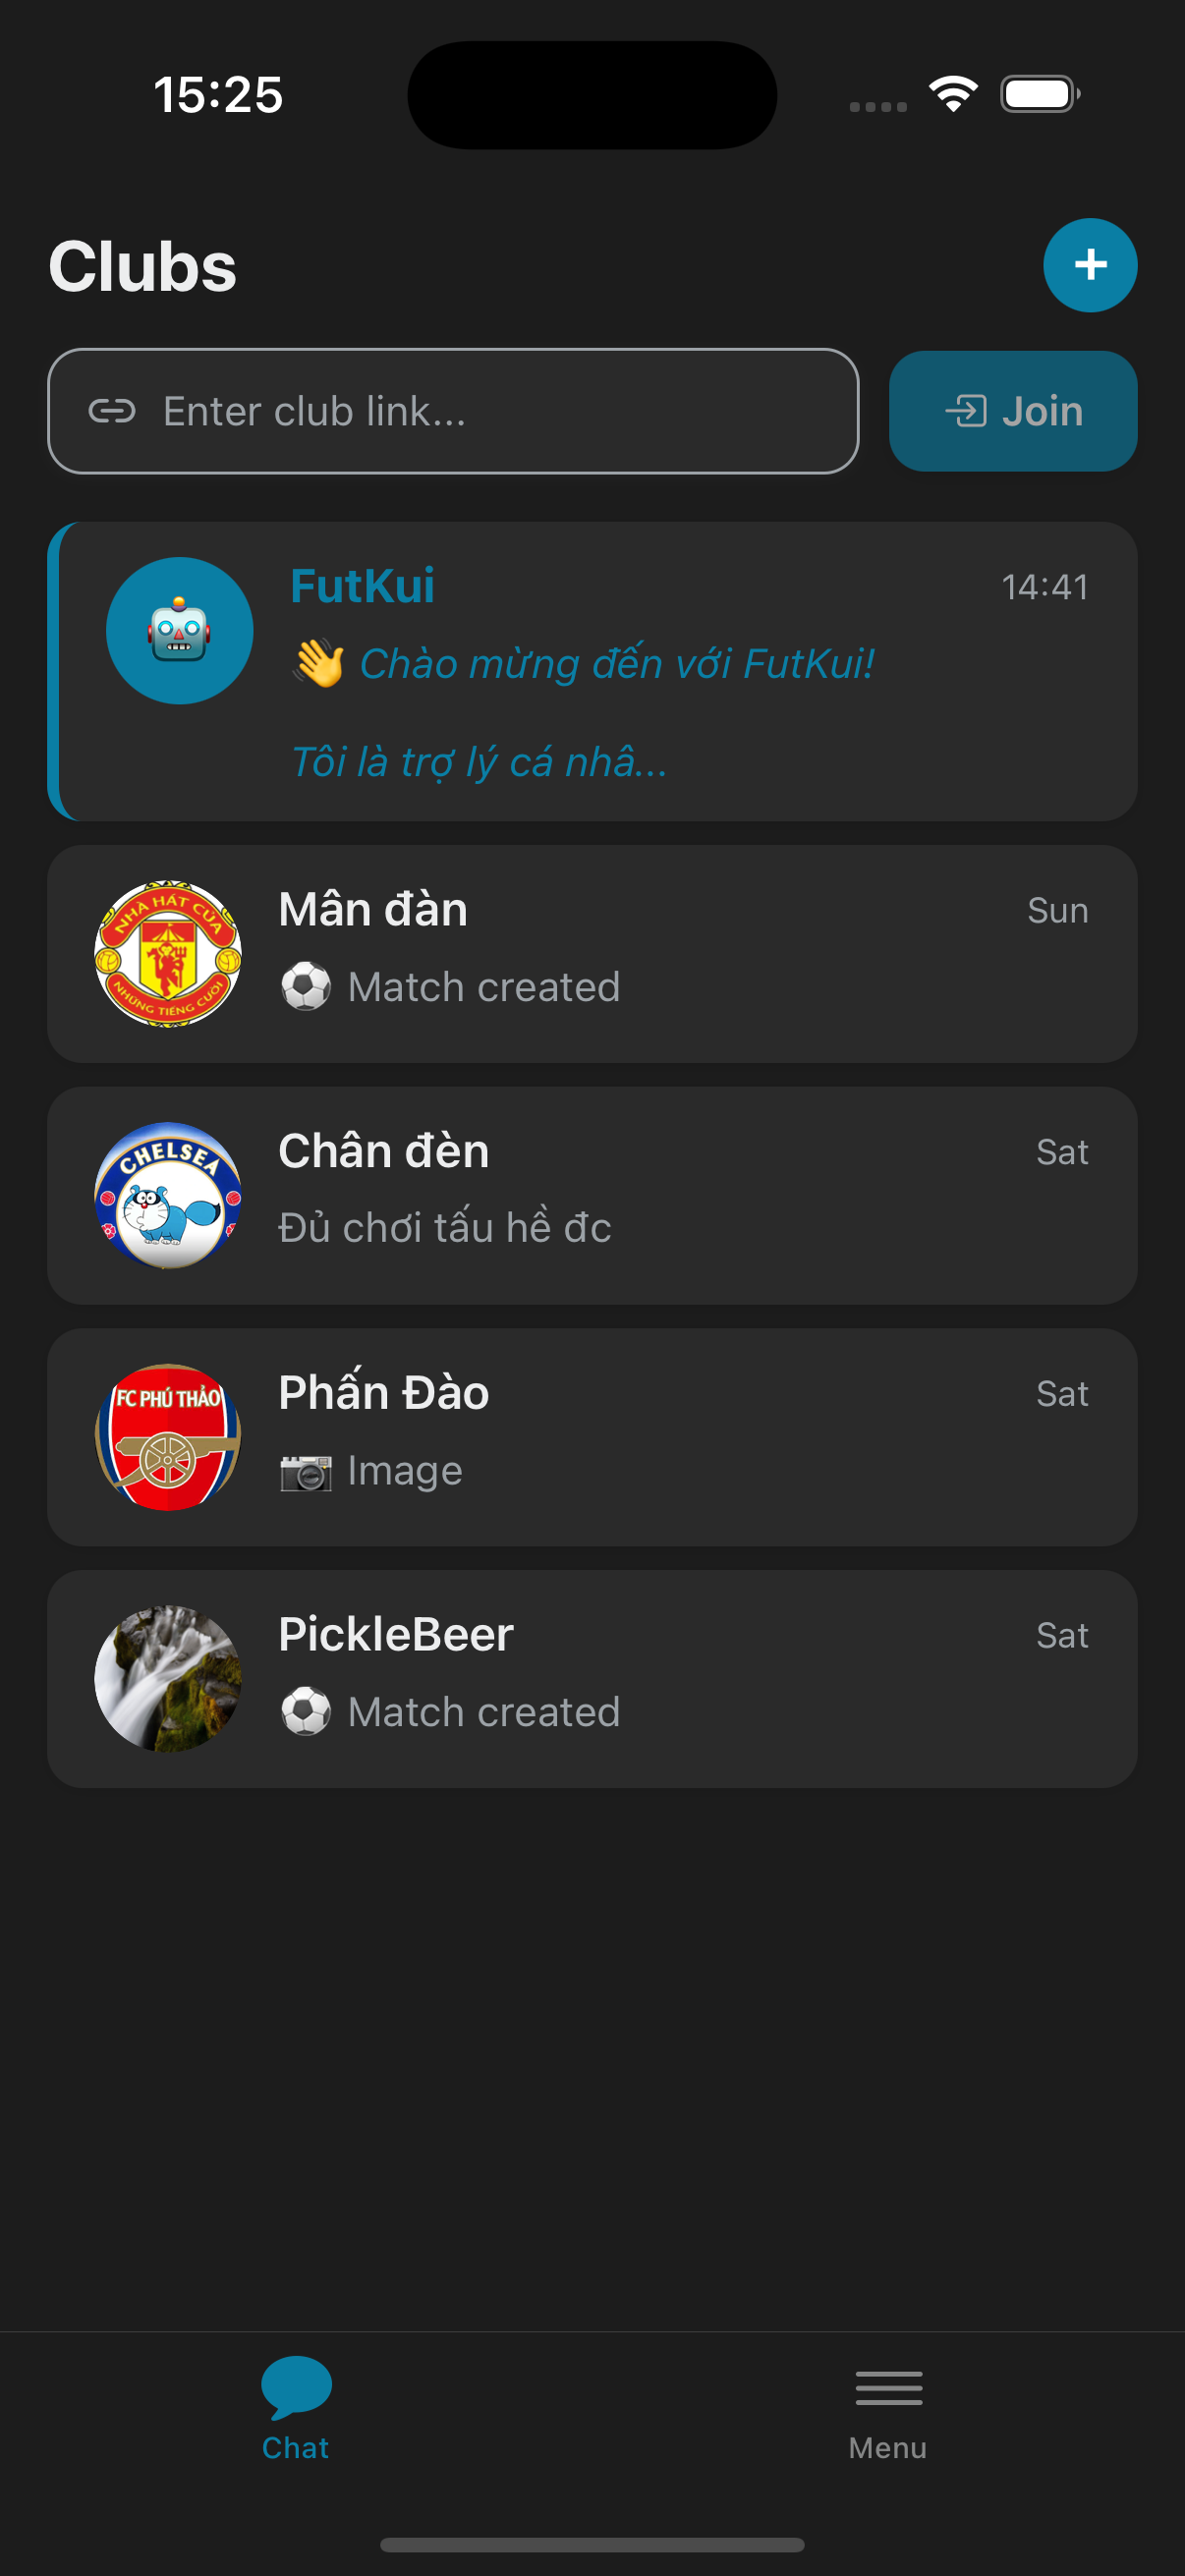 15:25
Clubs
+
Enter club link...
Join
FutKui
14:41
👋 Chào mừng đến với FutKui!
Tôi là trợ lý cá nhâ...
NHÀ HÁT CỦA
NHỮNG TIẾNG CƯỜI
Mân đàn
Sun
⚽ Match created
CHELSEA
Chân đèn
Sat
Đủ chơi tấu hề đc
FC PHÚ THẢO
Phấn Đào
Sat
📷 Image
PickleBeer
Sat
⚽ Match created
Chat
Menu